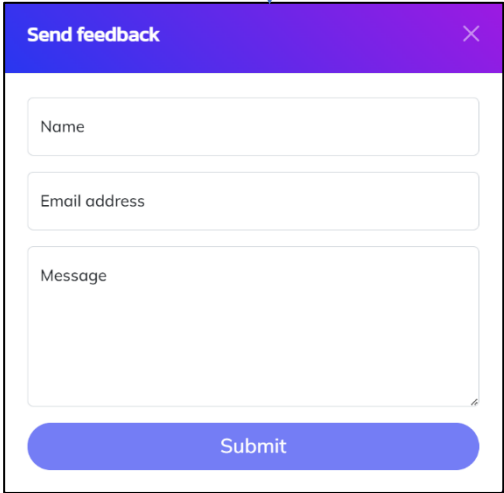 Send feedback
Name
Email address
Message
Submit